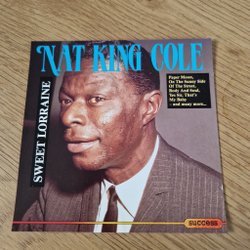 NAT KING COLE
SWEET LORRAINE
Paper Moon,
On The Sunny Side
Of The Street,
Body And Soul,
Yes Sir, That's
My Baby
- and many more...
success